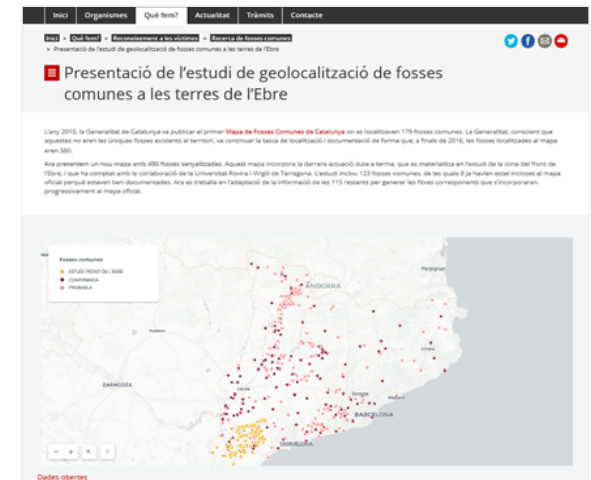 Inici Organismes Què fem? Actualitat Tràmits Contacte
Inici > Què fem? > Reconeixement a les víctimes > Recerca de fosses comunes
> Presentació de l'estudi de geolocalització de fosses comunes a les terres de l'Ebre
Presentació de l'estudi de geolocalització de fosses
comunes a les terres de l'Ebre
L'any 2010, la Generalitat de Catalunya va publicar el primer Mapa de Fosses Comunes de Catalunya on es localitzaven 179 fosses comunes. La Generalitat, conscient que
aquestes no eren les úniques fosses existents al territori, va continuar la tasca de localització i documentació de forma que, a finals de 2016, les fosses localitzades al mapa
eren 380.
Ara presentem un nou mapa amb 495 fosses senyalitzades. Aquest mapa incorpora la darrera actuació duta a terme, que es materialitza en l'estudi de la zona del front de
l'Ebre, i que ha comptat amb la col·laboració de la Universitat Rovira i Virgili de Tarragona. L'estudi inclou 123 fosses comunes, de les quals 8 ja havien estat incloses al mapa
oficial perquè estaven ben documentades. Ara es treballa en l'adaptació de la informació de les 115 restants per generar les fitxes corresponents que s'incorporaran
progressivament al mapa oficial.
Fosses comunes
ESTUDI FRONT DE L'EBRE
CONFIRMADA
PROBABLE
Perpignan
ANDORRA
Huesca
Girona
ZARAGOZA
Lleida
Terrassa
Mataró
BARCELONA
TARRAGONA
Dades obertes